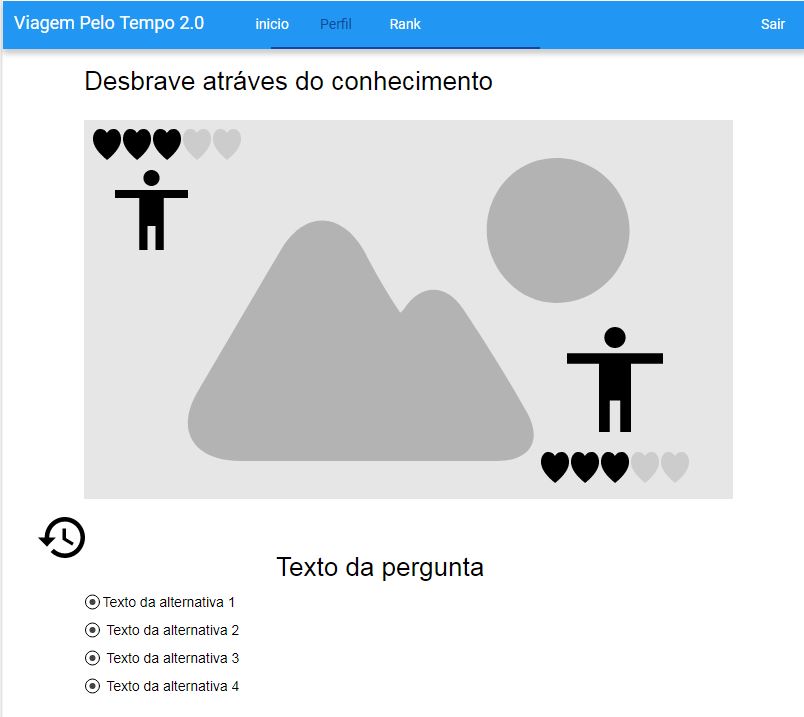 Viagem Pelo Tempo 2.0 inicio Perfil Rank Sair
Desbrave atráves do conhecimento
Texto da pergunta
Texto da alternativa 1
Texto da alternativa 2
Texto da alternativa 3
Texto da alternativa 4